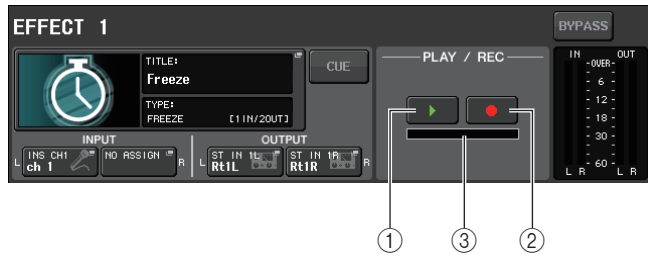 EFFECT 1
BYPASS
TITLE:
Freeze
TYPE:
FREEZE [1IN/2OUT]
CUE
PLAY / REC
IN OUT
-OVER-
- 6 -
- 12 -
- 18 -
- 30 -
- 60 -
L R L R
INPUT
L INS CH1 ch 1 NO ASSIGN R
OUTPUT
L ST IN 1L Rt1L ST IN 1R Rt1R R
① ③ ②